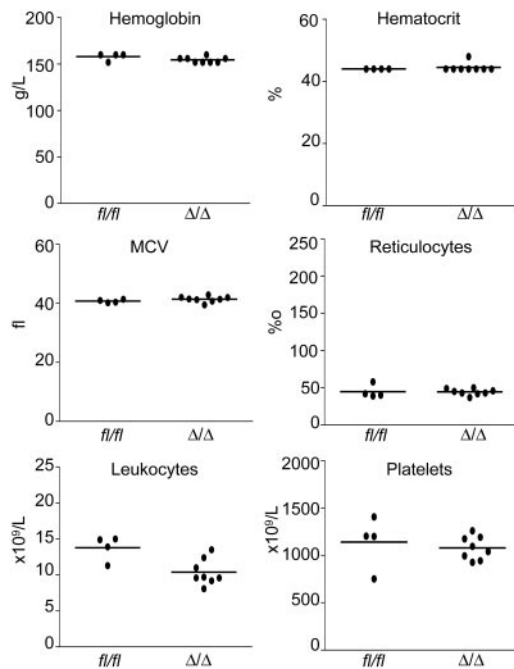 Hemoglobin
g/L
200
150
100
50
0
fl/fl
Δ/Δ
Hematocrit
%
60
40
20
0
fl/fl
Δ/Δ
MCV
fl
60
40
20
0
fl/fl
Δ/Δ
Reticulocytes
%o
250
200
150
100
50
0
fl/fl
Δ/Δ
Leukocytes
x10⁹/L
25
20
15
10
5
0
fl/fl
Δ/Δ
Platelets
x10⁹/L
2000
1500
1000
500
0
fl/fl
Δ/Δ